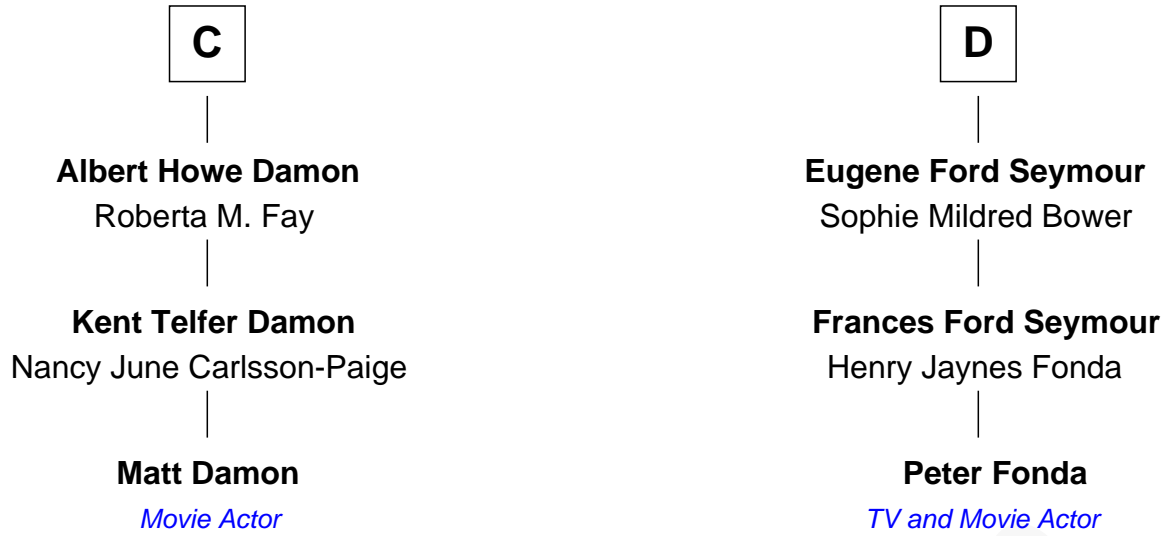 C
Albert Howe Damon
Roberta M. Fay
Kent Telfer Damon
Nancy June Carlsson-Paige
Matt Damon
Movie Actor
D
Eugene Ford Seymour
Sophie Mildred Bower
Frances Ford Seymour
Henry Jaynes Fonda
Peter Fonda
TV and Movie Actor